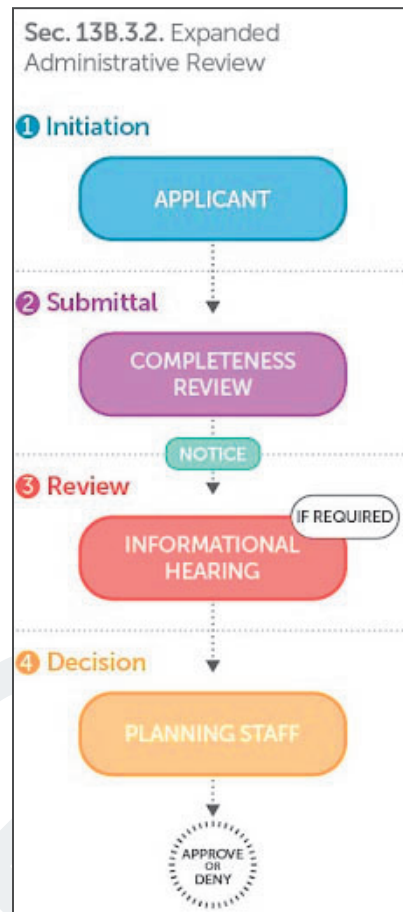 Sec. 13B.3.2. Expanded
Administrative Review
1 Initiation
APPLICANT
2 Submittal
COMPLETENESS
REVIEW
NOTICE
3 Review
IF REQUIRED
INFORMATIONAL
HEARING
4 Decision
PLANNING STAFF
APPROVE
OR
DENY